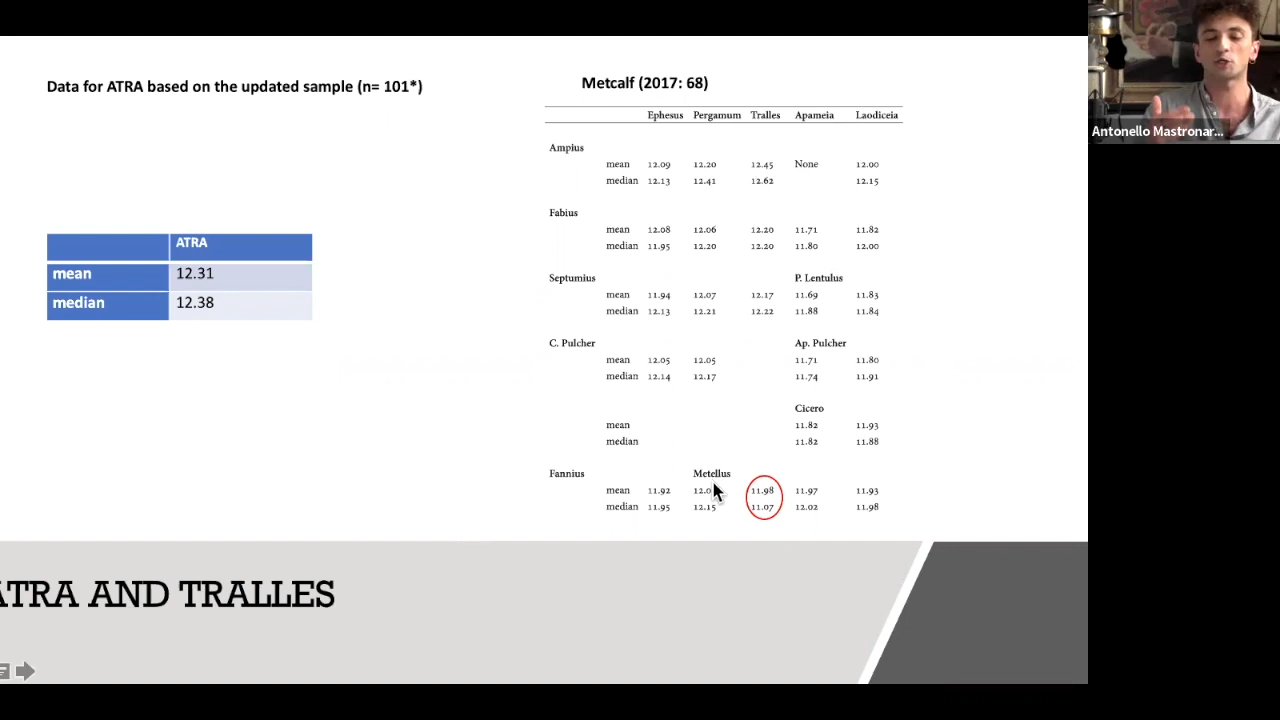 Data for ATRA based on the updated sample (n= 101*)
ATRA
mean 12.31
median 12.38
Metcalf (2017: 68)
Ephesus Pergamum Tralles Apameia Laodiceia
Ampius
mean 12.09 12.20 12.45 None 12.00
median 12.13 12.41 12.62 12.15
Fabius
mean 12.08 12.06 12.20 11.71 11.82
median 11.95 12.20 12.20 11.80 12.00
Septumius P. Lentulus
mean 11.94 12.07 12.17 11.69 11.83
median 12.13 12.21 12.22 11.88 11.84
C. Pulcher Ap. Pulcher
mean 12.05 12.05 11.71 11.80
median 12.14 12.17 11.74 11.91
Cicero
mean 11.82 11.93
median 11.82 11.88
Fannius Metellus
mean 11.92 11.98 11.97 11.93
median 11.95 12.15 11.07 12.02 11.98
ATRA AND TRALLES
Antonello Mastronar...